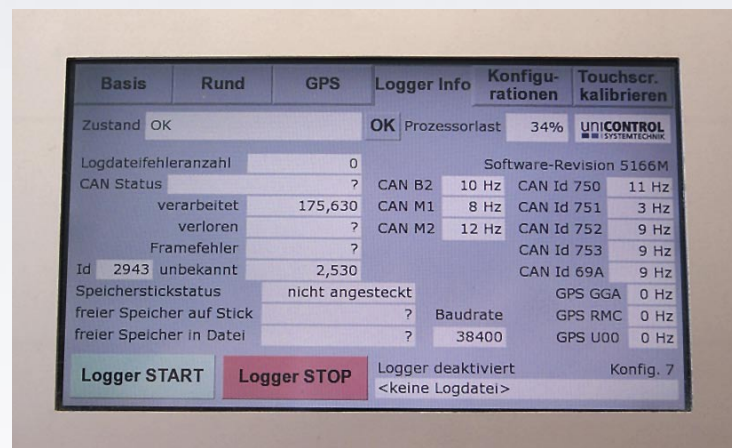 Basis Rund GPS Logger Info Konfigu-
rationen Touchscr.
kalibrieren
Zustand OK OK Prozessorlast 34% UNICONTROL
SYSTEMTECHNIK
Logdateifehleranzahl 0 Software-Revision 5166M
CAN Status ? CAN B2 10 Hz CAN Id 750 11 Hz
verarbeitet 175,630 CAN M1 8 Hz CAN Id 751 3 Hz
verloren ? CAN M2 12 Hz CAN Id 752 9 Hz
Framefehler ? CAN Id 753 9 Hz
Id 2943 unbekannt 2,530 CAN Id 69A 9 Hz
Speicherstickstatus nicht angesteckt GPS GGA 0 Hz
freier Speicher auf Stick ? Baudrate GPS RMC 0 Hz
freier Speicher in Datei ? 38400 GPS U00 0 Hz
Logger START Logger STOP Logger deaktiviert Konfig. 7
<keine Logdatei>